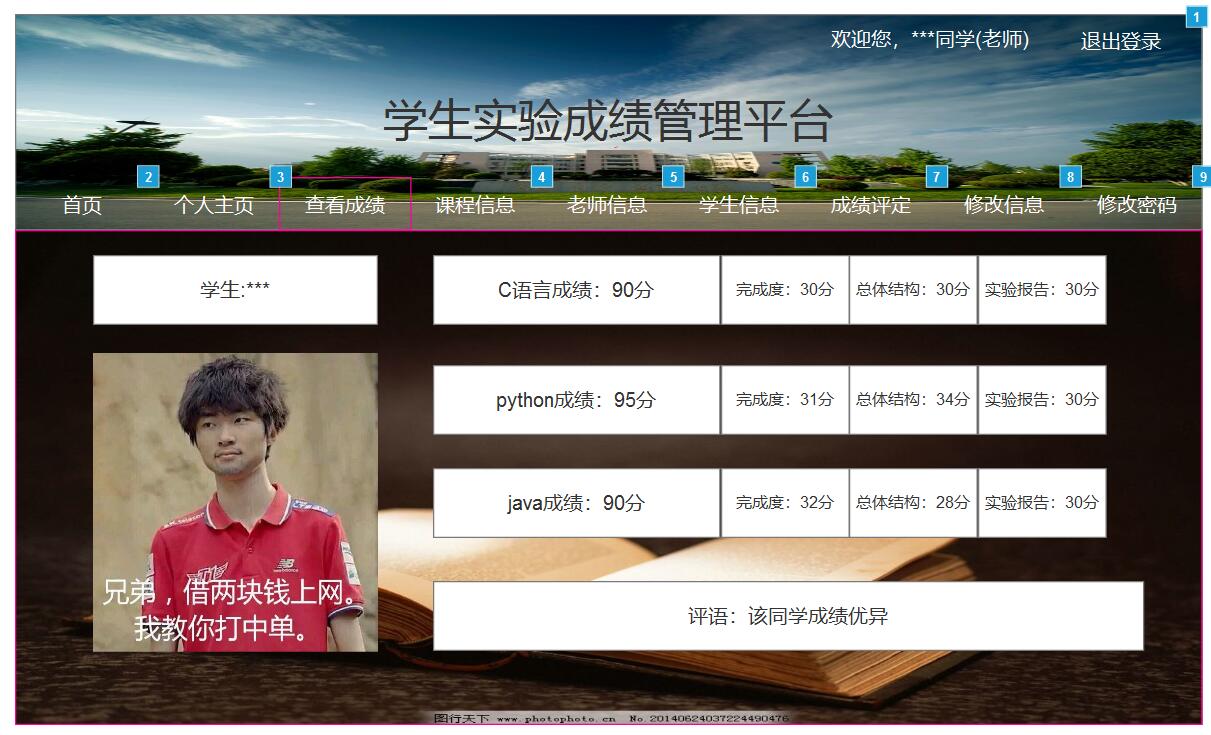 1
欢迎您，***同学(老师) 退出登录
学生实验成绩管理平台
2 3 4 5 6 7 8 9
首页 个人主页 查看成绩 课程信息 老师信息 学生信息 成绩评定 修改信息 修改密码
学生:***
C语言成绩：90分 完成度：30分 总体结构：30分 实验报告：30分
python成绩：95分 完成度：31分 总体结构：34分 实验报告：30分
java成绩：90分 完成度：32分 总体结构：28分 实验报告：30分
兄弟，借两块钱上网。
我教你打中单。
评语：该同学成绩优异
图行天下 www.photophoto.cn No.20140624037224490476